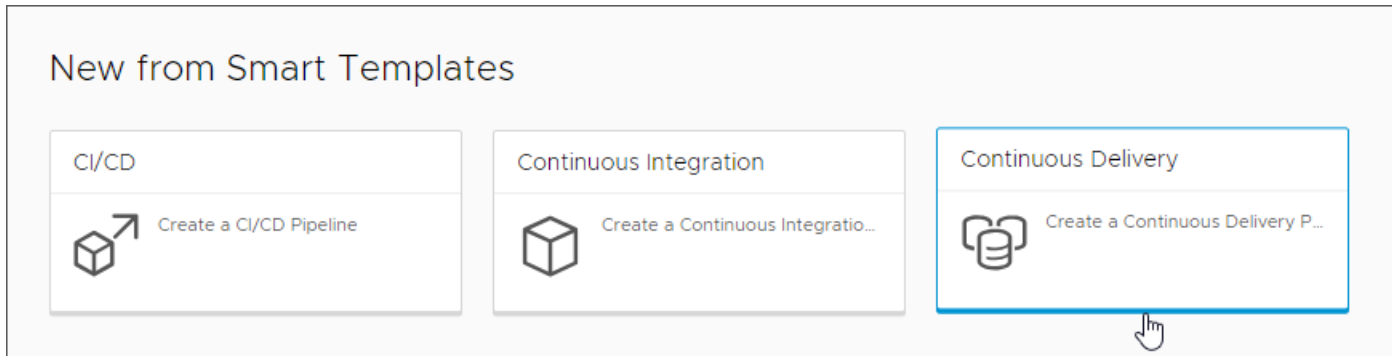 New from Smart Templates
CI/CD
Create a CI/CD Pipeline
Continuous Integration
Create a Continuous Integratio...
Continuous Delivery
Create a Continuous Delivery P...